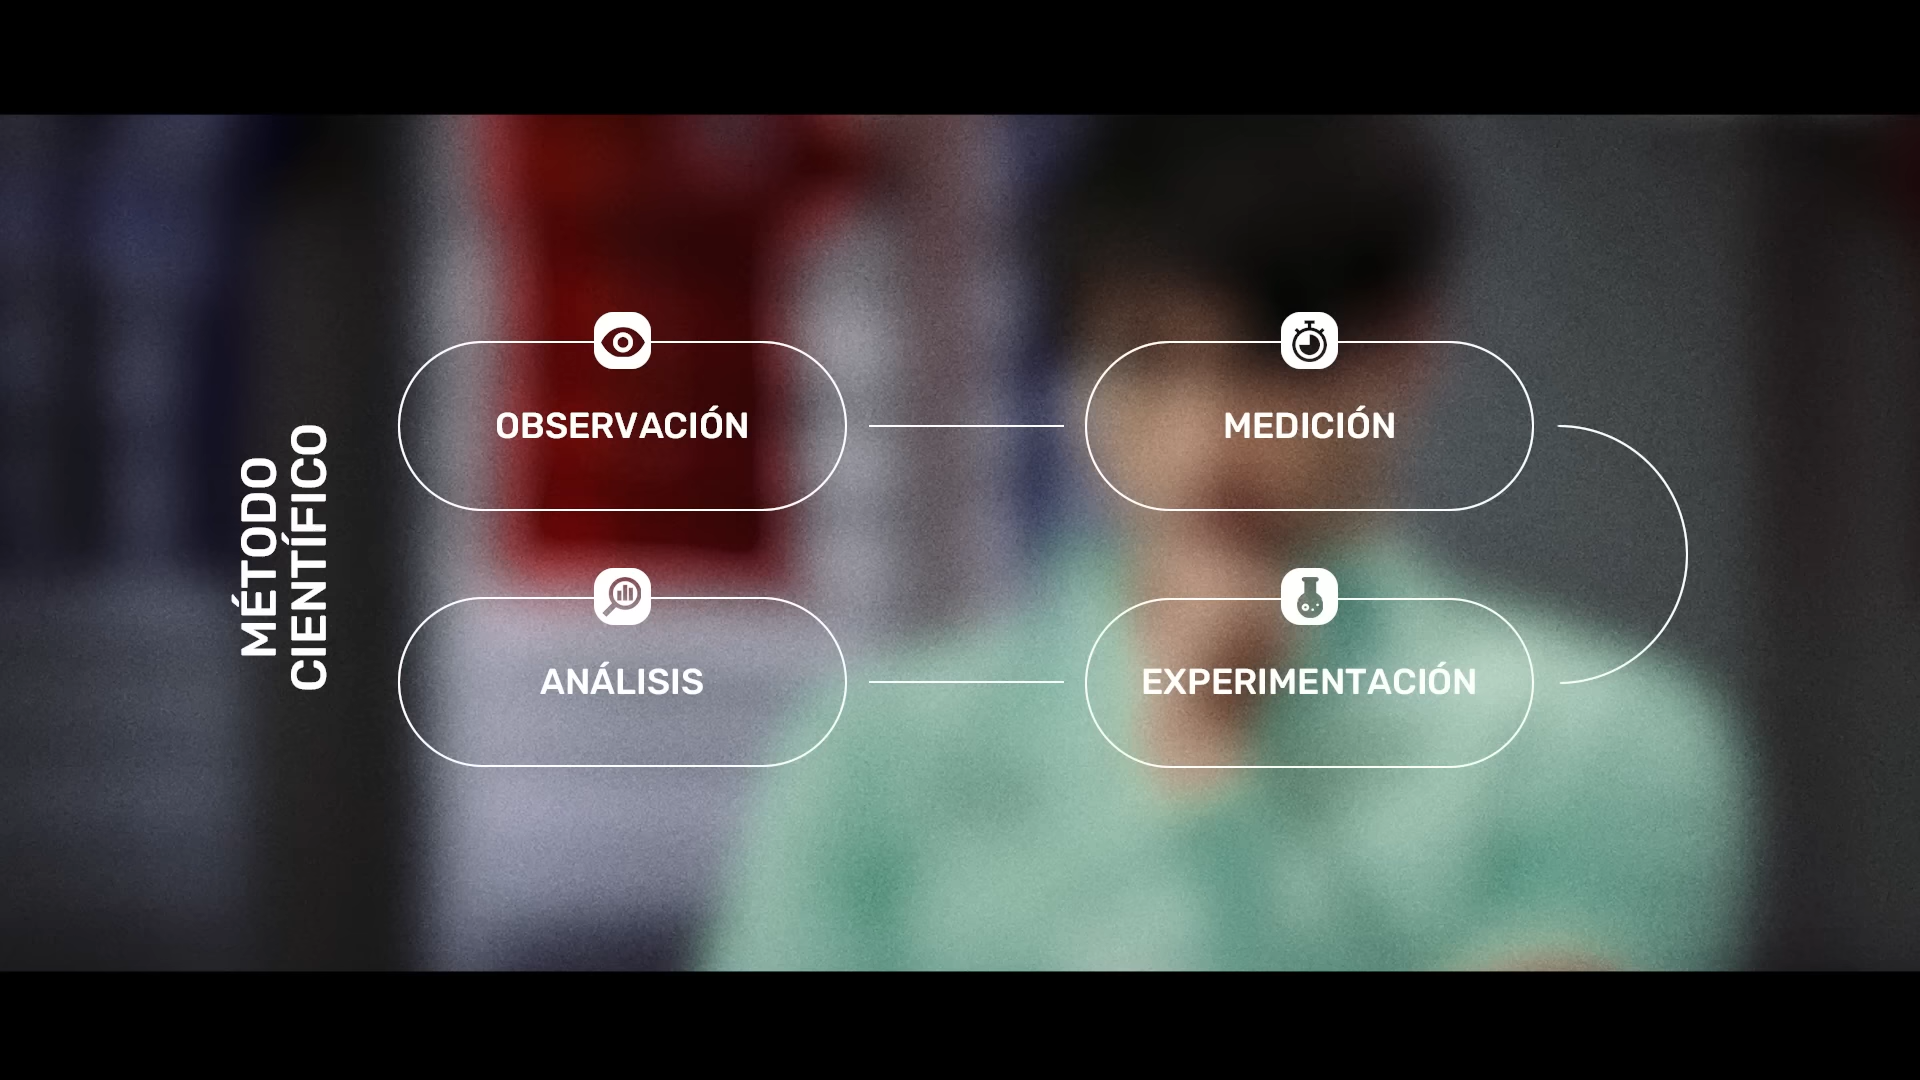 MÉTODO
CIENTÍFICO
OBSERVACIÓN
MEDICIÓN
ANÁLISIS
EXPERIMENTACIÓN